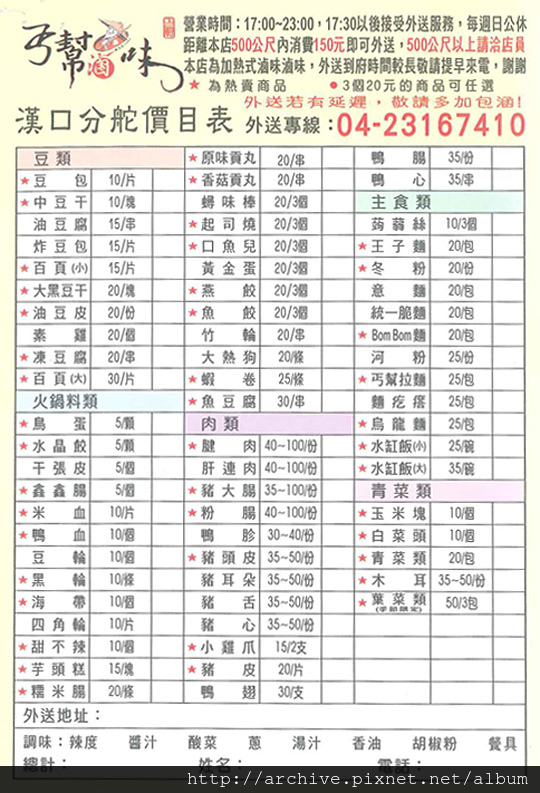 丐幫滷味
營業時間：17:00~23:00，17:30以後接受外送服務，每週日公休
距離本店500公尺內消費150元即可外送，500公尺以上請洽店員
本店為加熱式滷味滷味，外送到府時間較長敬請提早來電，謝謝
★ 為熱賣商品 ● 3個20元的商品可任選
外送若有延遲，敬請多加包涵!
漢口分舵價目表 外送專線：04-23167410
豆類
★豆包 10/片
★中豆干 10/塊
油豆腐 15/串
炸豆包 15/片
★百頁(小) 15/片
★大黑豆干 20/塊
★油豆皮 20/份
素雞 20/個
★凍豆腐 20/串
★百頁(大) 30/片
火鍋料類
★鳥蛋 5/顆
★水晶餃 5/顆
干張皮 5/個
★鑫鑫腸 5/個
★米血 10/片
★鴨血 10/個
豆輪 10/個
★黑輪 10/條
★海帶 10/個
四角輪 10/片
★甜不辣 10/個
★芋頭糕 15/塊
★糯米腸 20/條
★原味貢丸 20/串
★香菇貢丸 20/串
蟳味棒 20/3個
★起司燒 20/3個
★口魚兒 20/3個
黃金蛋 20/3個
★燕餃 20/3個
★魚餃 20/3個
竹輪 20/串
大熱狗 20/條
★蝦卷 25/條
★魚豆腐 30/串
肉類
★腱肉 40~100/份
肝連肉 40~100/份
★豬大腸 35~100/份
★粉腸 40~100/份
鴨胗 30~40/份
★豬頭皮 35~50/份
豬耳朵 35~50/份
豬舌 35~50/份
豬心 35~50/份
★小雞爪 15/2支
★豬皮 20/片
鴨翅 30/支
鴨腸 35/份
鴨心 35/串
主食類
蒟蒻絲 10/3個
★王子麵 20/包
★冬粉 20/份
意麵 20/包
統一脆麵 20/包
★BomBom麵 20/包
河粉 25/份
★丐幫拉麵 25/包
麵疙瘩 25/包
★烏龍麵 25/包
★水缸飯(小) 25/碗
★水缸飯(大) 35/碗
青菜類
★玉米塊 10/個
★白菜頭 10/個
★青菜類 20/包
★木耳 35~50/份
★葉菜類 (季節限定) 50/3包
外送地址：
調味：辣度 醬汁 酸菜 蔥 湯汁 香油 胡椒粉 餐具
總計： 姓名： 電話：
http://archive.pixnet.net/album